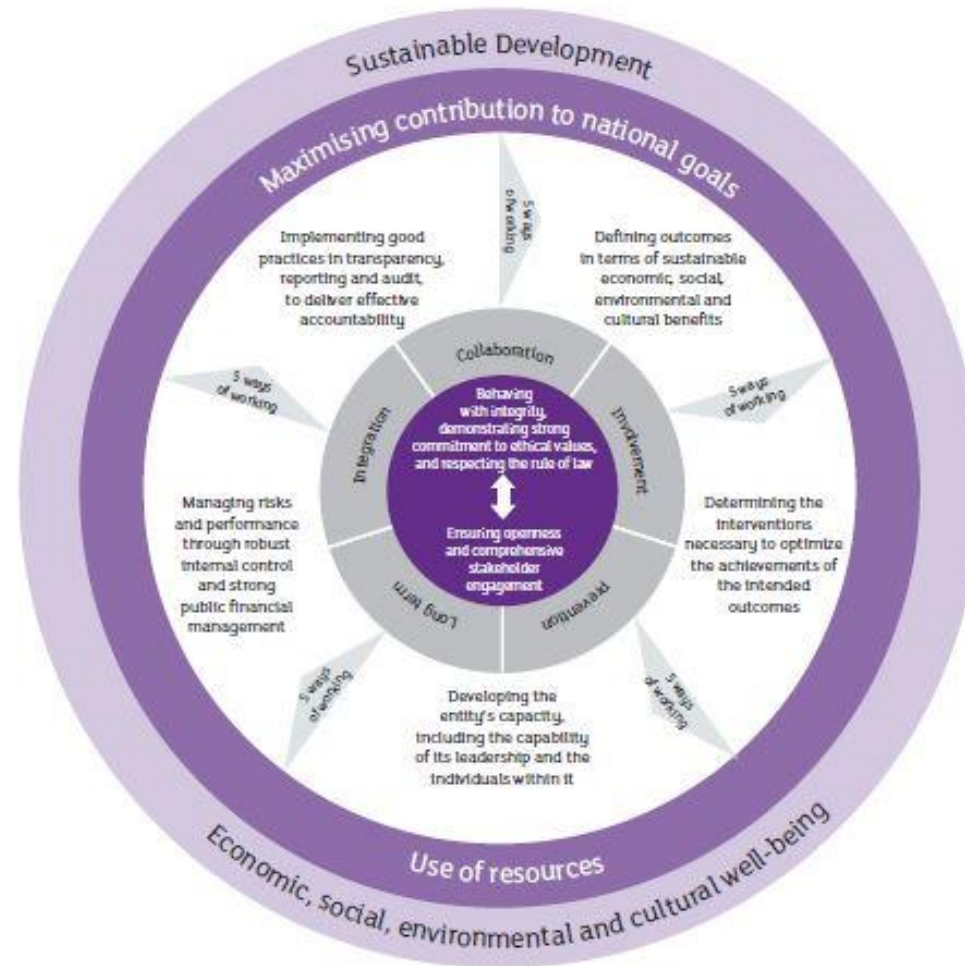 Sustainable Development
Maximising contribution to national goals
5 ways
of working
Implementing good
practices in transparency,
reporting and audit,
to deliver effective
accountability
Defining outcomes
in terms of sustainable
economic, social,
environmental and
cultural benefits
Collaboration
5 ways
of working
5 ways
of working
Integration
Involvement
Behaving
with integrity,
demonstrating strong
commitment to ethical values,
and respecting the rule of law
Ensuring openness
and comprehensive
stakeholder
engagement
Managing risks
and performance
through robust
internal control
and strong
public financial
management
Determining the
interventions
necessary to optimize
the achievements of
the intended
outcomes
Long term
prevention
5 ways
of working
5 ways
of working
Developing the
entity's capacity,
including the capability
of its leadership and the
individuals within it
Use of resources
Economic, social, environmental and cultural well-being